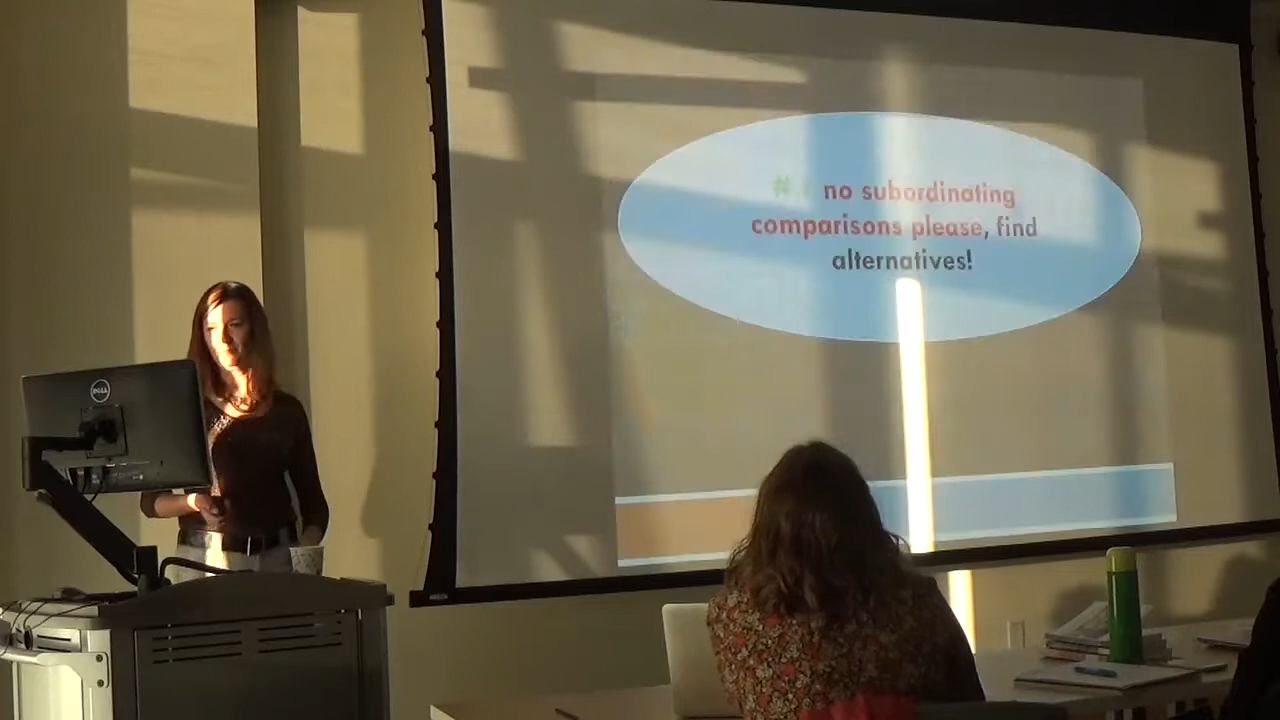 # no subordinating
comparisons please, find
alternatives!
DELL